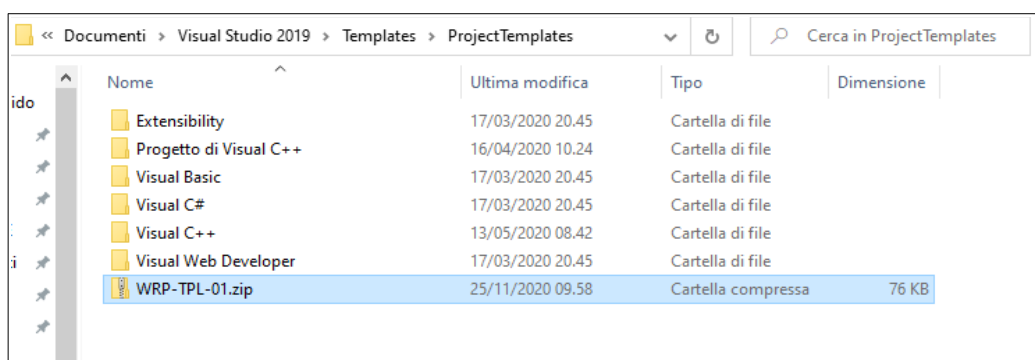 « Documenti › Visual Studio 2019 › Templates › ProjectTemplates Cerca in ProjectTemplates
Nome Ultima modifica Tipo Dimensione
ido
Extensibility 17/03/2020 20.45 Cartella di file
Progetto di Visual C++ 16/04/2020 10.24 Cartella di file
Visual Basic 17/03/2020 20.45 Cartella di file
Visual C# 17/03/2020 20.45 Cartella di file
Visual C++ 13/05/2020 08.42 Cartella di file
Visual Web Developer 17/03/2020 20.45 Cartella di file
WRP-TPL-01.zip 25/11/2020 09.58 Cartella compressa 76 KB